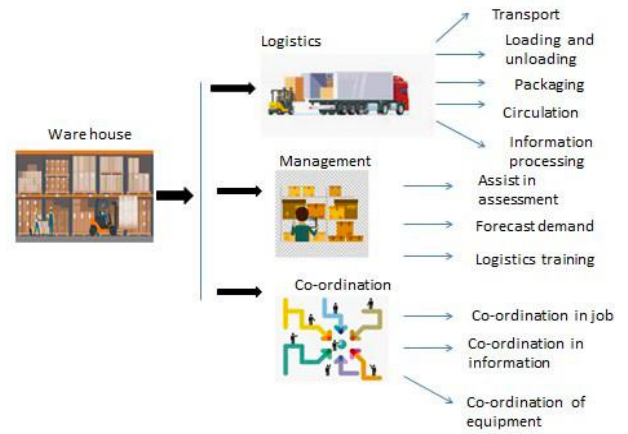 Ware house
Logistics
Transport
Loading and
unloading
Packaging
Circulation
Information
processing
Management
Assist in
assessment
Forecast demand
Logistics training
Co-ordination
Co-ordination in job
Co-ordination in
information
Co-ordination of
equipment